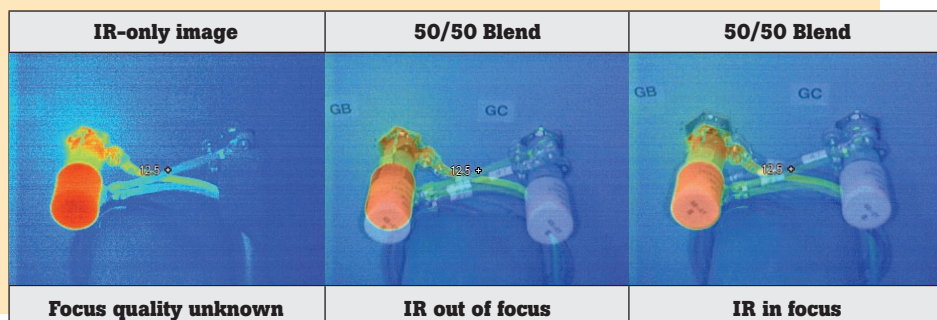 IR-only image
50/50 Blend
50/50 Blend
12.5
GB
GC
12.5
GB
GC
12.5
Focus quality unknown
IR out of focus
IR in focus